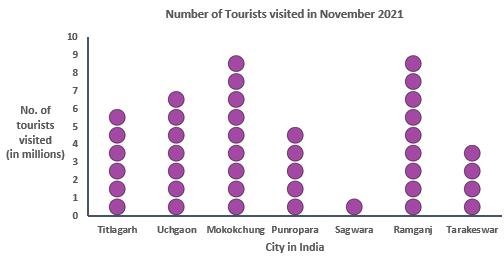 Number of Tourists visited in November 2021
10
9
8
7
6
5
4
3
2
1
0
No. of
tourists
visited
(in millions)
Titlagarh Uchgaon Mokokchung Punropara Sagwara Ramganj Tarakeswar
City in India